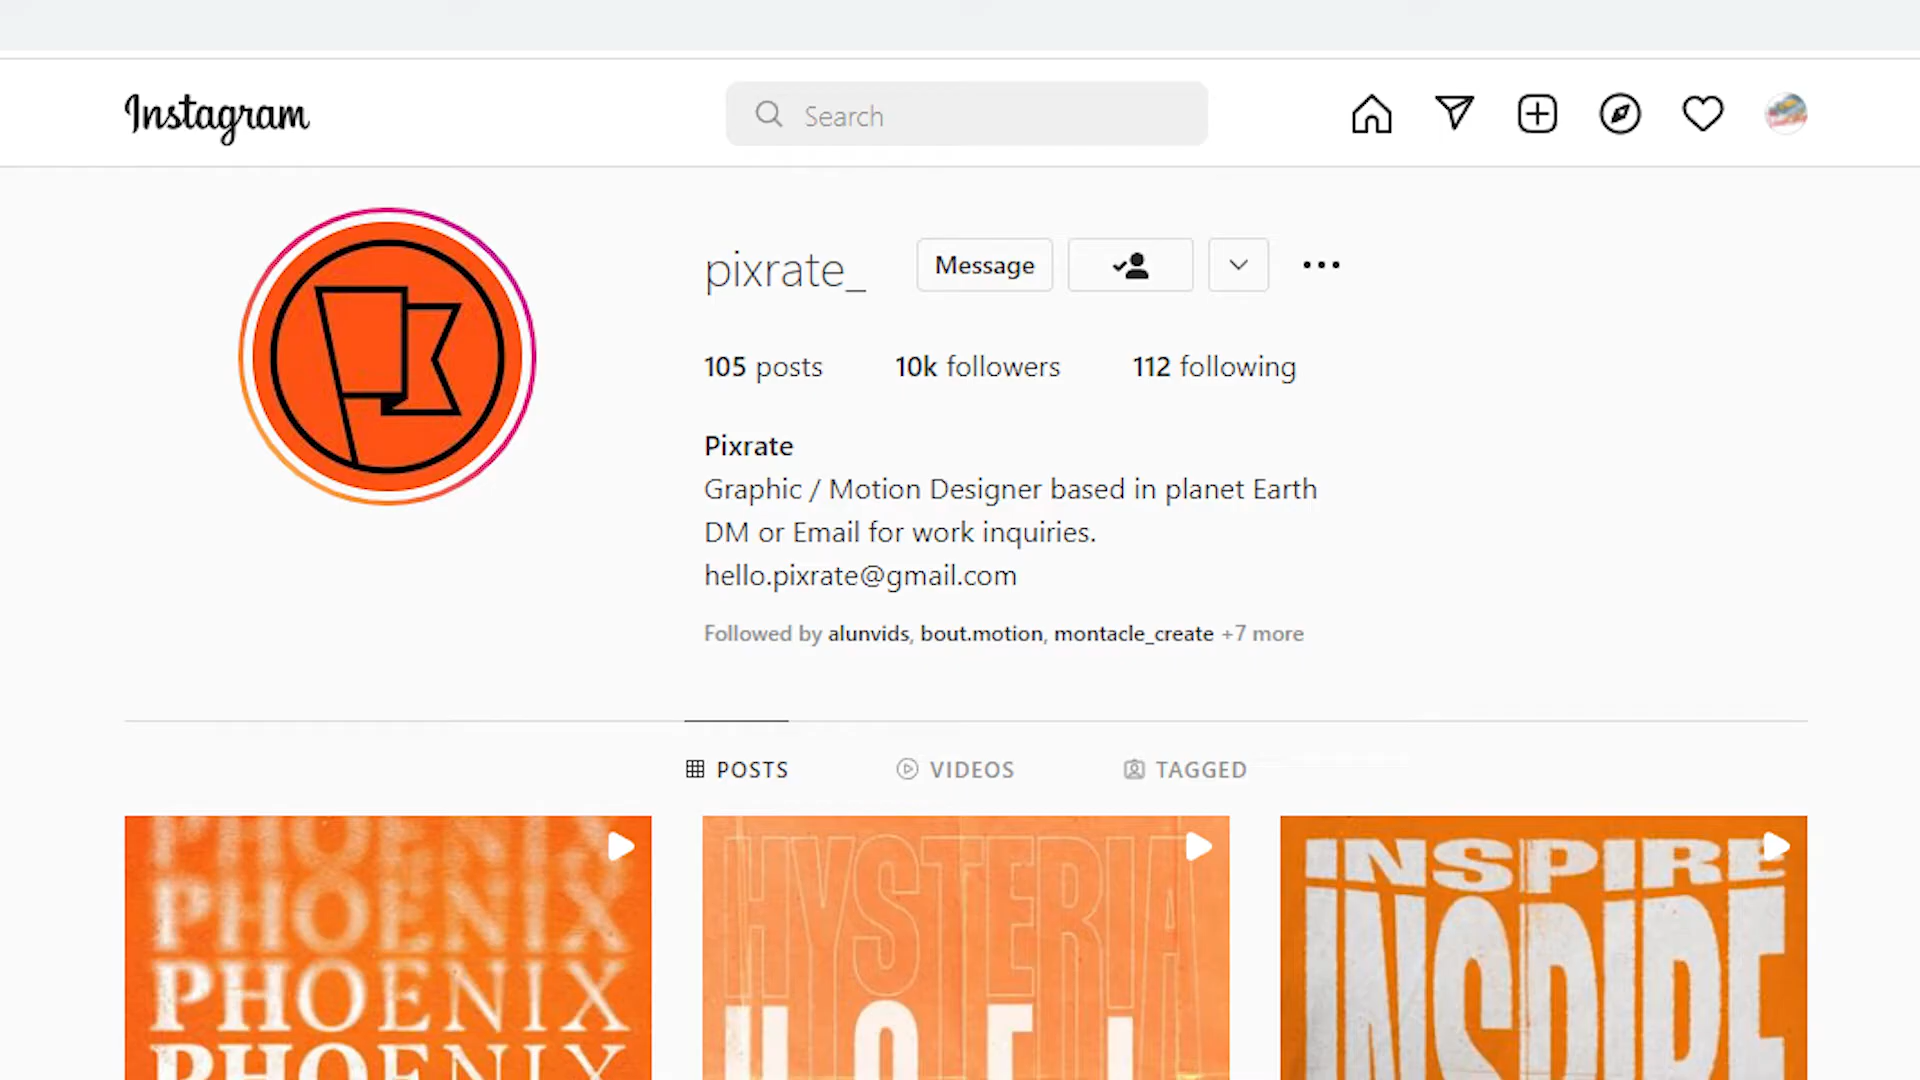 Instagram
Search
pixrate_
Message
105 posts
10k followers
112 following
Pixrate
Graphic / Motion Designer based in planet Earth
DM or Email for work inquiries.
hello.pixrate@gmail.com
Followed by alunvids, bout.motion, montacle_create +7 more
POSTS
VIDEOS
TAGGED
PHOENIX
PHOENIX
PHOENIX
PHOENIX
HYSTERIA
INSPIRE
INSPIRE